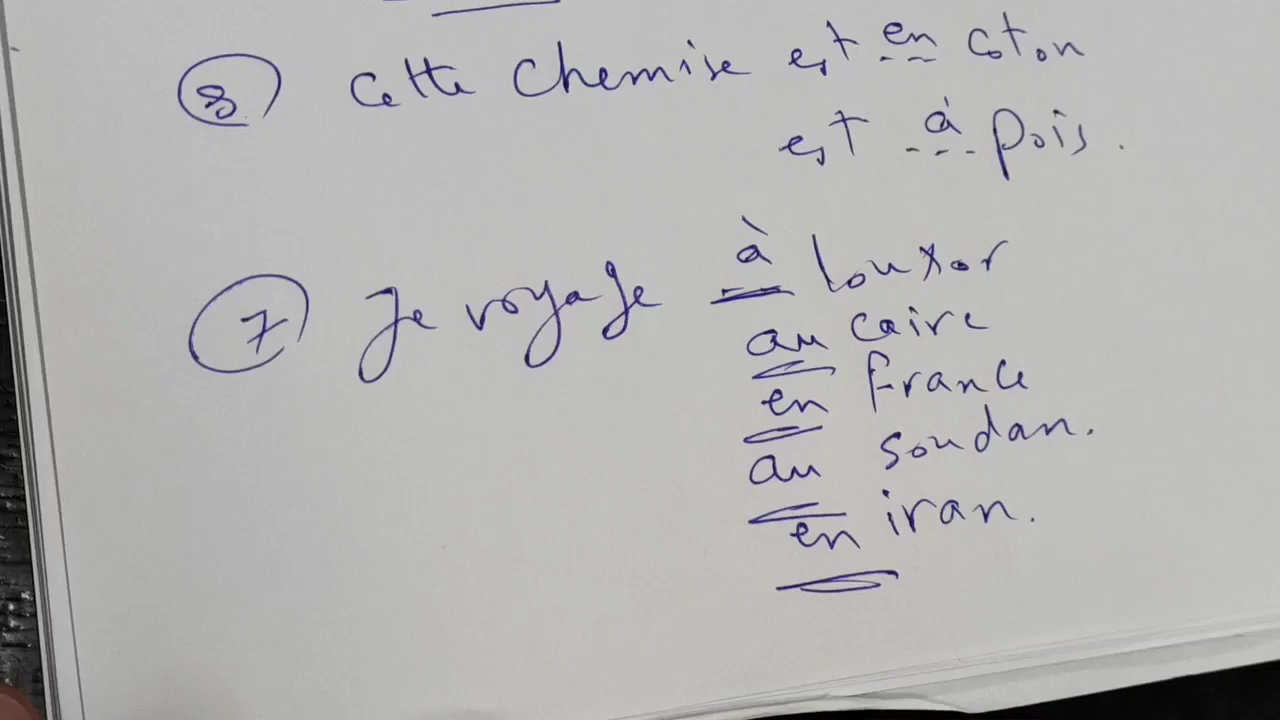 8 Cette chemise est en coton
est à pois.
7 Je voyage à louxor
au caire
en france
au soudan.
en iran.